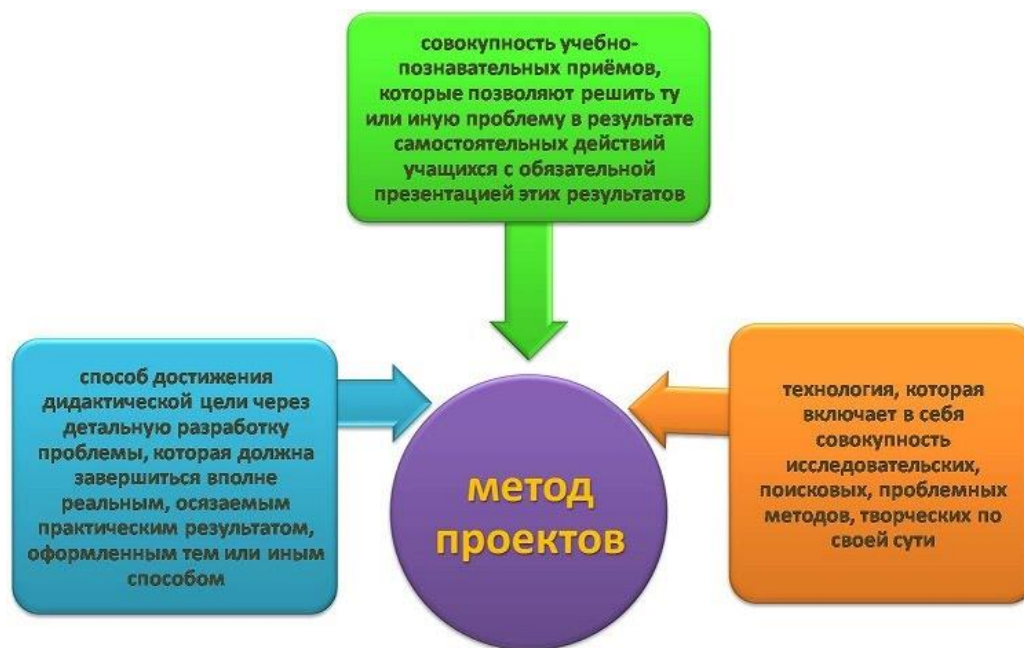 совокупность учебно-
познавательных приёмов,
которые позволяют решить ту
или иную проблему в результате
самостоятельных действий
учащихся с обязательной
презентацией этих результатов
способ достижения
дидактической цели через
детальную разработку
проблемы, которая должна
завершиться вполне
реальным, осязаемым
практическим результатом,
оформленным тем или иным
способом
метод
проектов
технология, которая
включает в себя
совокупность
исследовательских,
поисковых, проблемных
методов, творческих по
своей сути